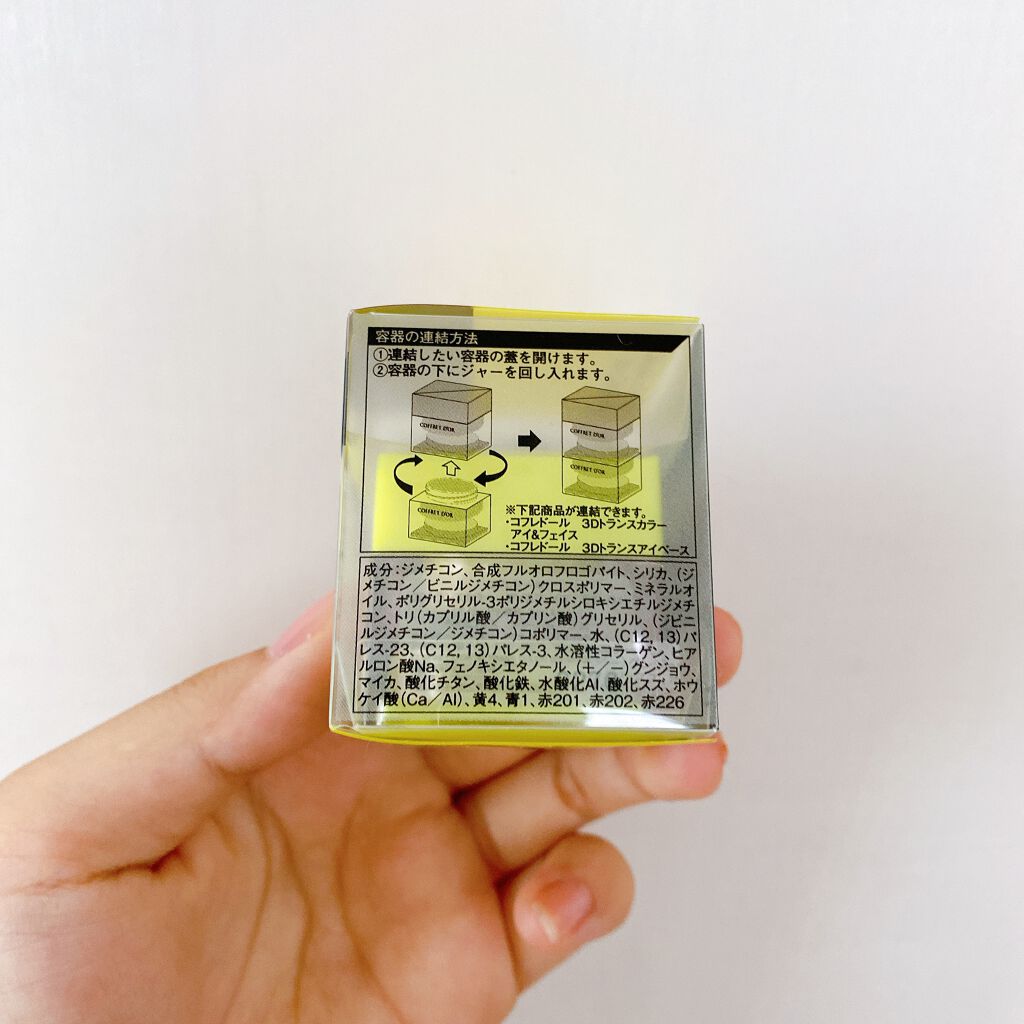 容器の連結方法
①連結したい容器の蓋を開けます。
②容器の下にジャーを回し入れます。
COFFRET D'OR
COFFRET D'OR
COFFRET D'OR
COFFRET D'OR
※下記商品が連結できます。
・コフレドール 3Dトランスカラー
アイ&フェイス
・コフレドール 3Dトランスアイベース
成分:ジメチコン、合成フルオロフロゴパイト、シリカ、(ジ
メチコン/ビニルジメチコン)クロスポリマー、ミネラルオ
イル、ポリグリセリル-3ポリジメチルシロキシエチルジメチ
コン、トリ(カプリル酸/カプリン酸)グリセリル、(ジビニ
ルジメチコン/ジメチコン)コポリマー、水、(C12, 13)パ
レス-23、(C12, 13)パレス-3、水溶性コラーゲン、ヒア
ルロン酸Na、フェノキシエタノール、(+/-)グンジョウ、
マイカ、酸化チタン、酸化鉄、水酸化Al、酸化スズ、ホウ
ケイ酸(Ca/Al)、黄4、青1、赤201、赤202、赤226